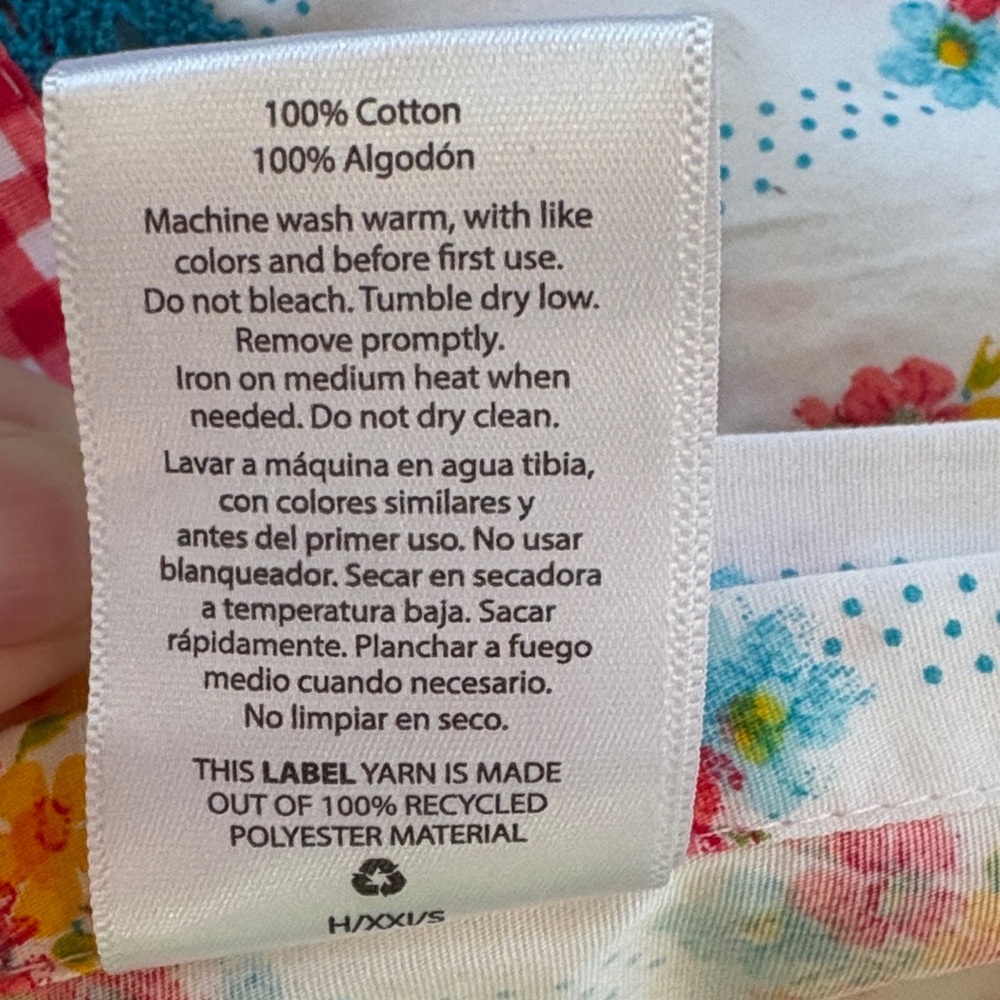 100% Cotton
100% Algodón
Machine wash warm, with like
colors and before first use.
Do not bleach. Tumble dry low.
Remove promptly.
Iron on medium heat when
needed. Do not dry clean.
Lavar a máquina en agua tibia,
con colores similares y
antes del primer uso. No usar
blanqueador. Secar en secadora
a temperatura baja. Sacar
rápidamente. Planchar a fuego
medio cuando necesario.
No limpiar en seco.
THIS LABEL YARN IS MADE
OUT OF 100% RECYCLED
POLYESTER MATERIAL
H/XXI/S